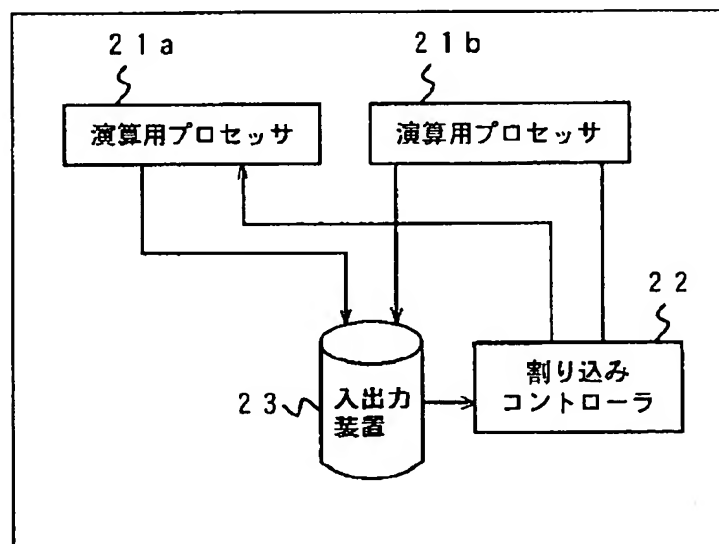 21a
21b
演算用プロセッサ
演算用プロセッサ
22
割り込み
コントローラ
23
入出力
装置